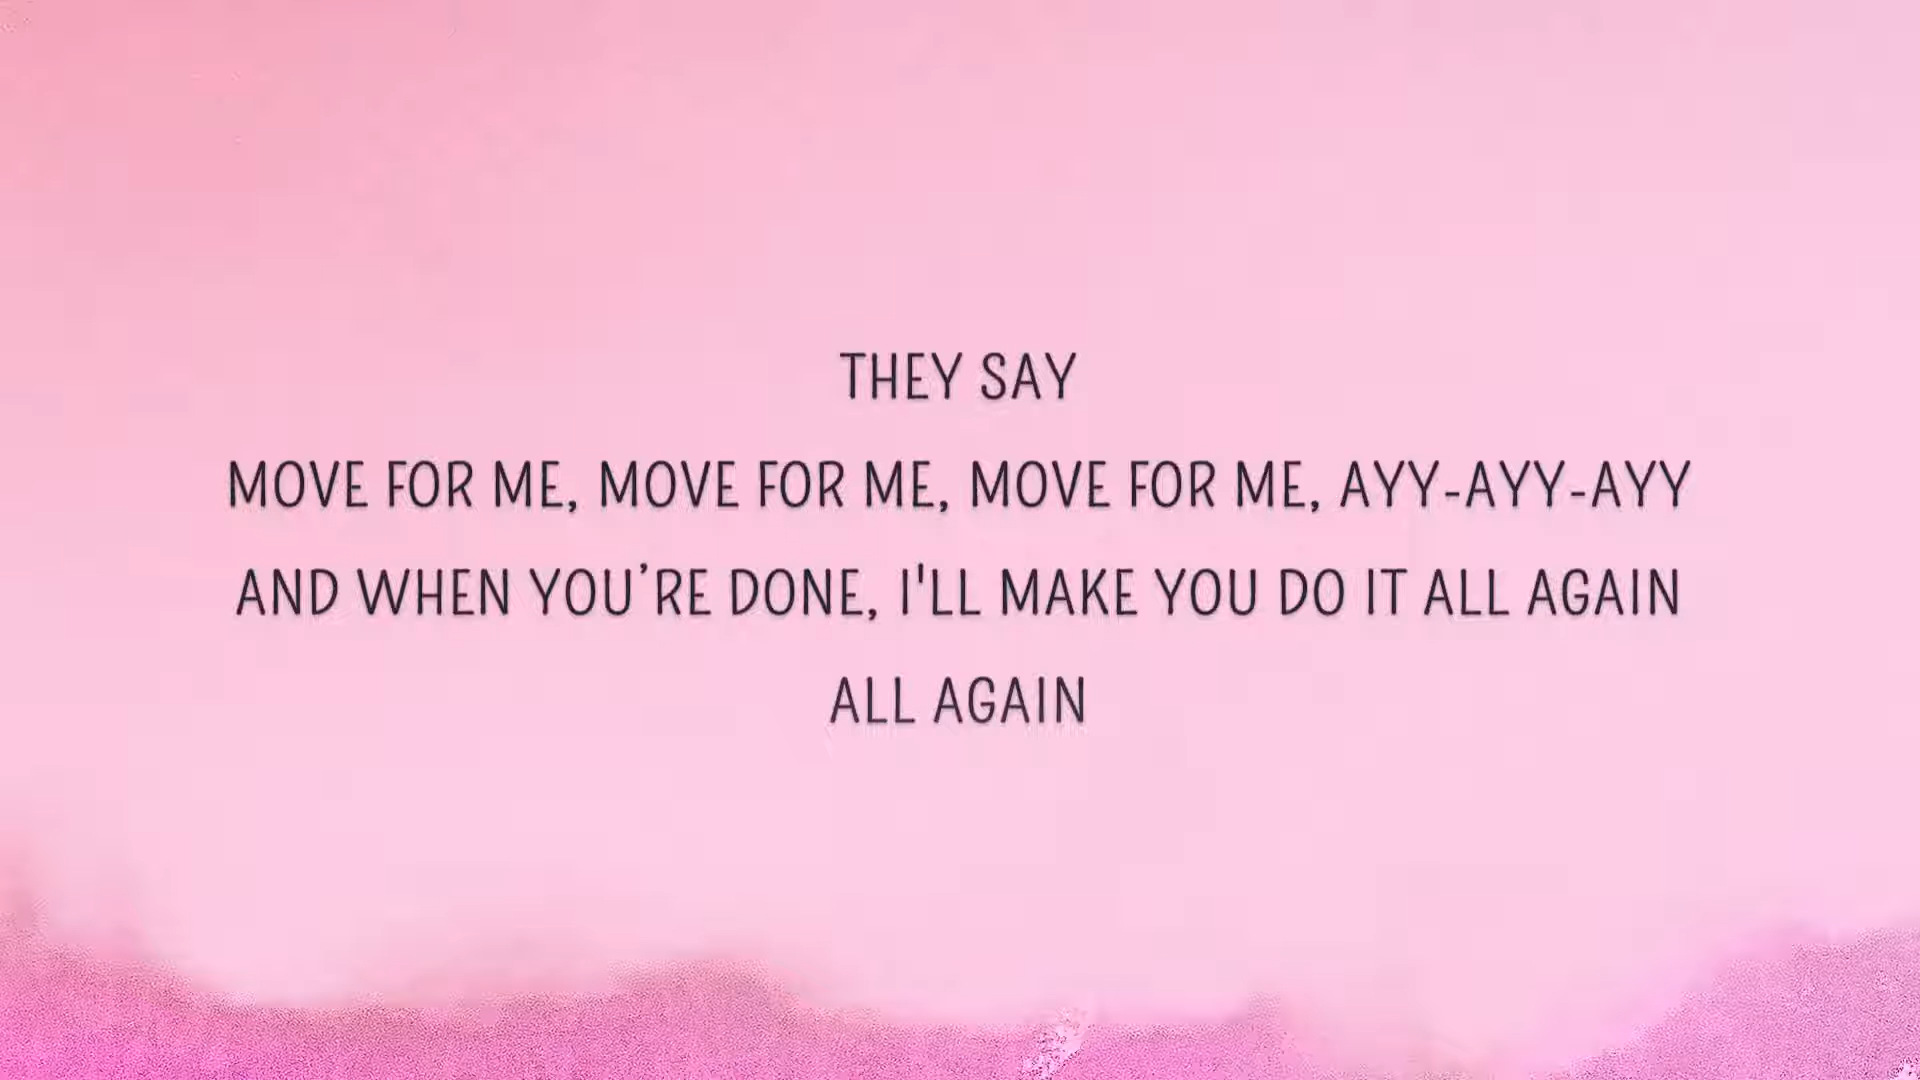 THEY SAY
MOVE FOR ME, MOVE FOR ME, MOVE FOR ME, AYY-AYY-AYY
AND WHEN YOU’RE DONE, I'LL MAKE YOU DO IT ALL AGAIN
ALL AGAIN